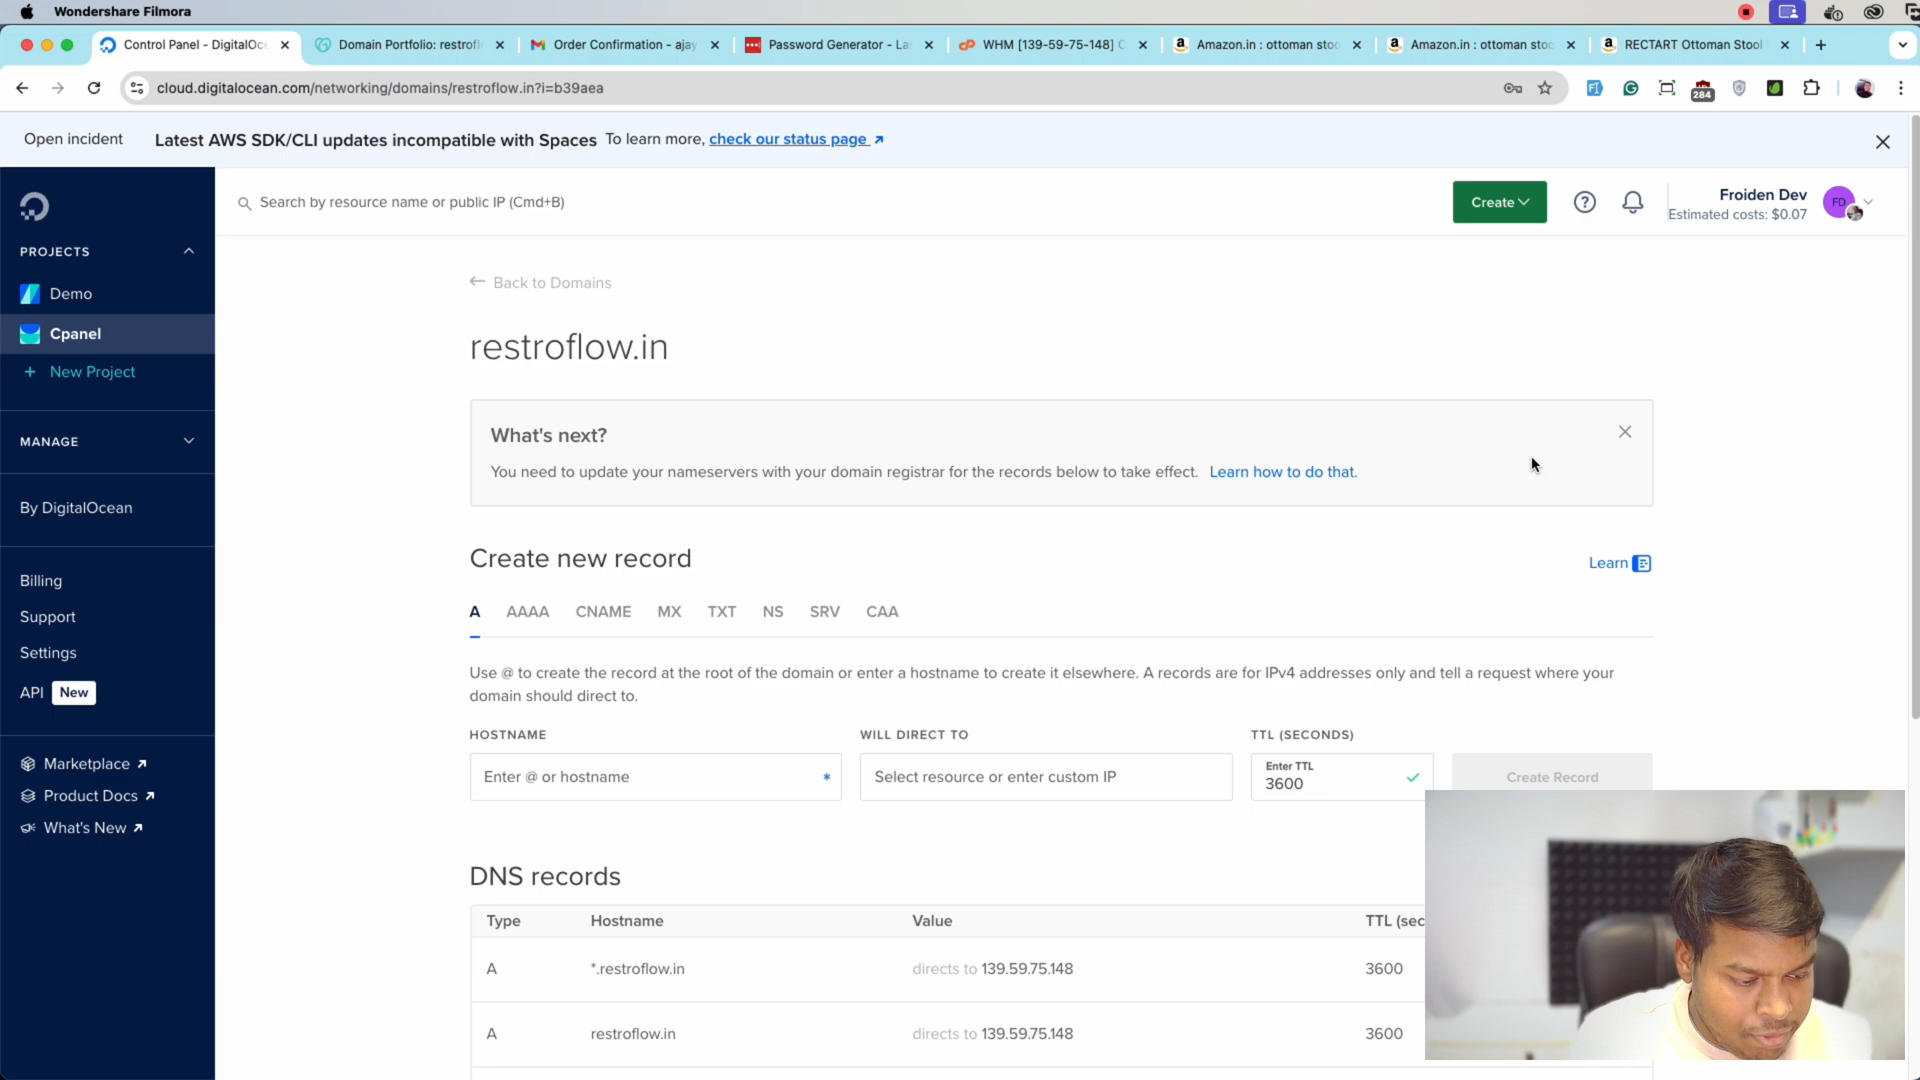 Wondershare Filmora
Control Panel - DigitalOce
Domain Portfolio: restrofl
Order Confirmation - ajay
Password Generator - La
WHM [139-59-75-148] C
Amazon.in : ottoman stoo
Amazon.in : ottoman stoo
RECTART Ottoman Stool
cloud.digitalocean.com/networking/domains/restroflow.in?i=b39aea
284
Open incident Latest AWS SDK/CLI updates incompatible with Spaces To learn more, check our status page
Search by resource name or public IP (Cmd+B)
Create
Froiden Dev
Estimated costs: $0.07
FD
PROJECTS
Demo
Cpanel
+ New Project
MANAGE
By DigitalOcean
Billing
Support
Settings
API New
Marketplace
Product Docs
What's New
Back to Domains
restroflow.in
What's next?
You need to update your nameservers with your domain registrar for the records below to take effect. Learn how to do that.
Create new record
Learn
A AAAA CNAME MX TXT NS SRV CAA
Use @ to create the record at the root of the domain or enter a hostname to create it elsewhere. A records are for IPv4 addresses only and tell a request where your
domain should direct to.
HOSTNAME WILL DIRECT TO TTL (SECONDS)
Enter @ or hostname *
Select resource or enter custom IP
Enter TTL
3600
Create Record
DNS records
Type Hostname Value TTL (sec
A *.restroflow.in directs to 139.59.75.148 3600
A restroflow.in directs to 139.59.75.148 3600